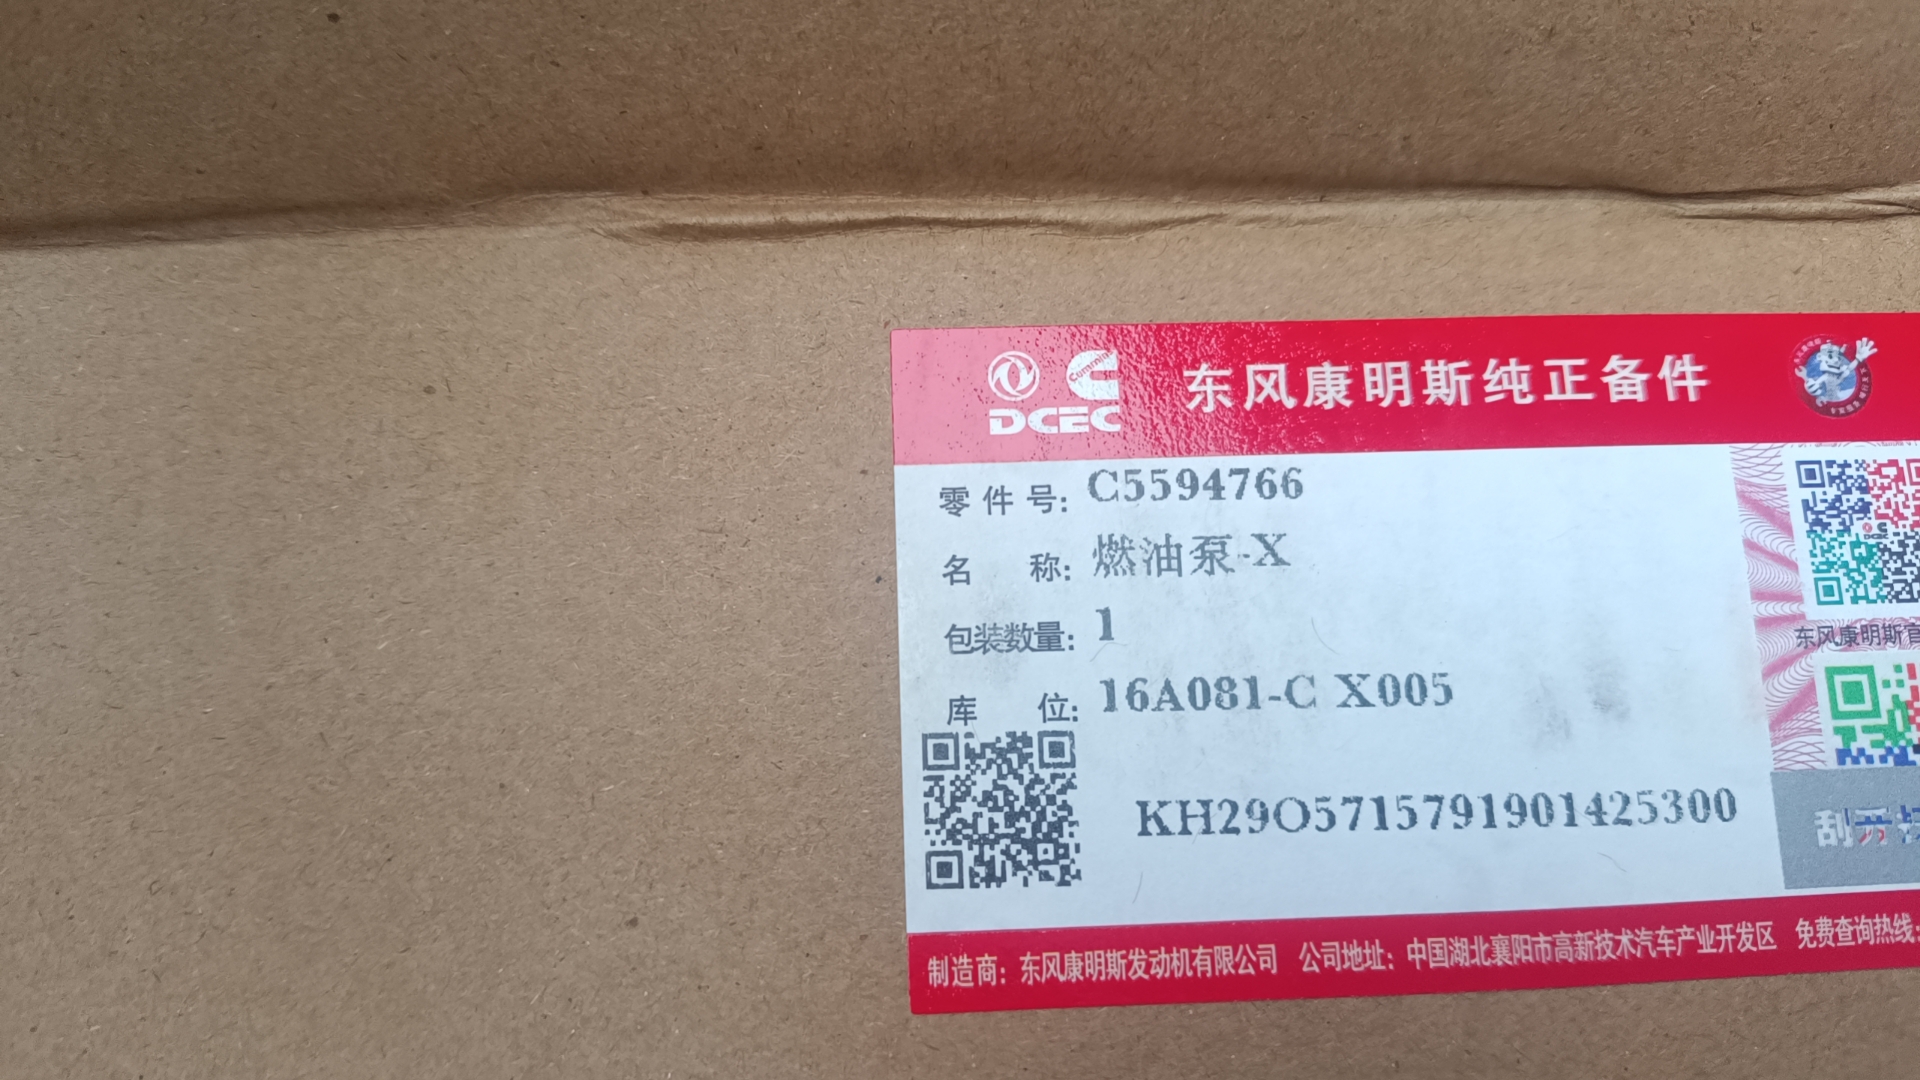 DCEC
Cummins
东风康明斯纯正备件
零件号: C5594766
名称: 燃油泵-X
包装数量: 1
库位: 16A081-C X005
KH29O5715791901425300
东风康明斯官
刮开
制造商: 东风康明斯发动机有限公司 公司地址: 中国湖北襄阳市高新技术汽车产业开发区 免费查询热线: